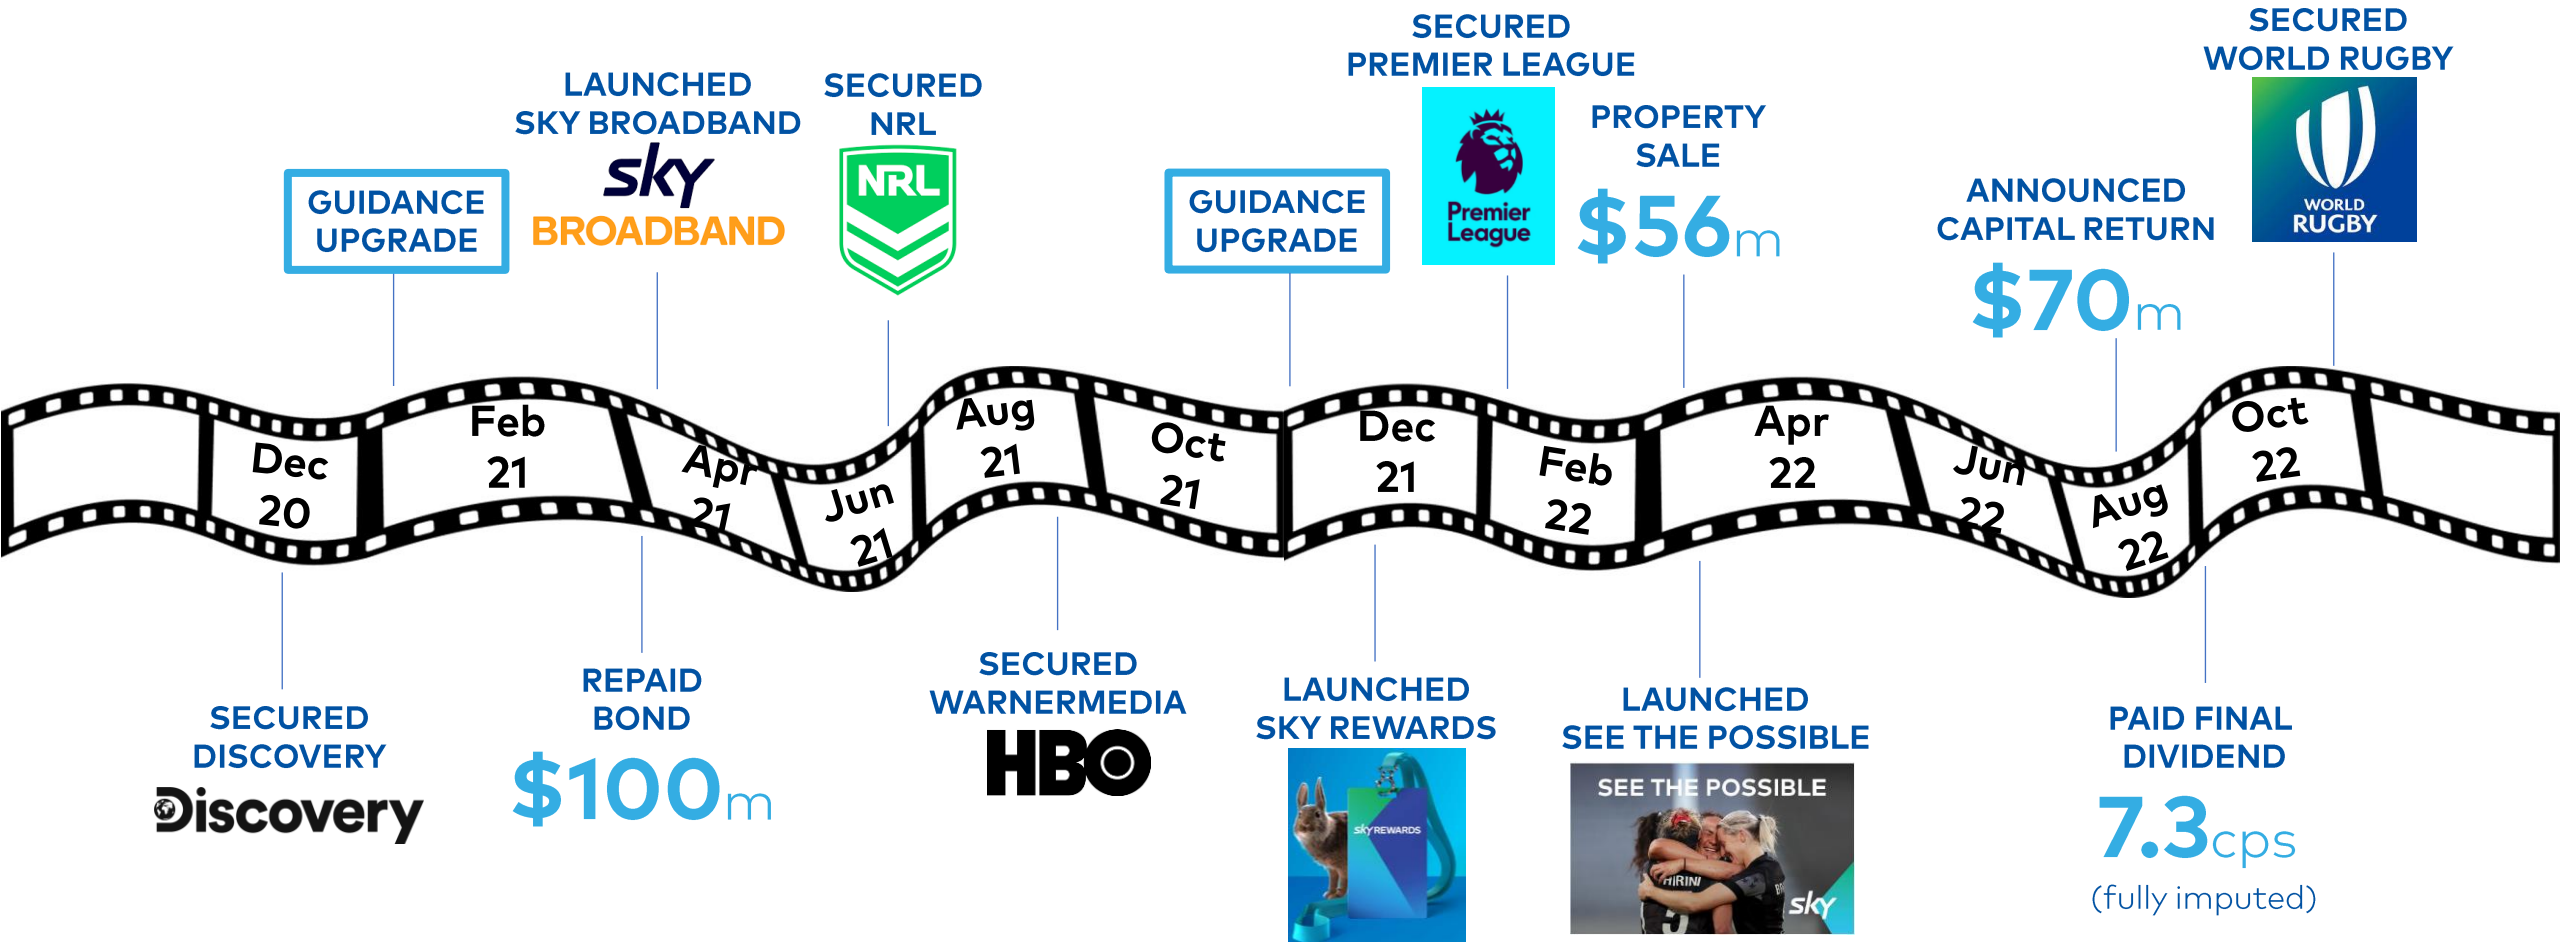 SECURED
WORLD RUGBY
WORLD
RUGBY
SECURED
PREMIER LEAGUE
Premier
League
LAUNCHED
SKY BROADBAND
sky
BROADBAND
SECURED
NRL
NRL
PROPERTY
SALE
$56m
GUIDANCE
UPGRADE
GUIDANCE
UPGRADE
ANNOUNCED
CAPITAL RETURN
$70m
Dec
20
Feb
21
Apr
21
Jun
21
Aug
21
Oct
21
Dec
21
Feb
22
Apr
22
Jun
22
Aug
22
Oct
22
SECURED
DISCOVERY
Discovery
REPAID
BOND
$100m
SECURED
WARNERMEDIA
HBO
LAUNCHED
SKY REWARDS
sky REWARDS
LAUNCHED
SEE THE POSSIBLE
SEE THE POSSIBLE
HIRINI
sky
PAID FINAL
DIVIDEND
7.3cps
(fully imputed)